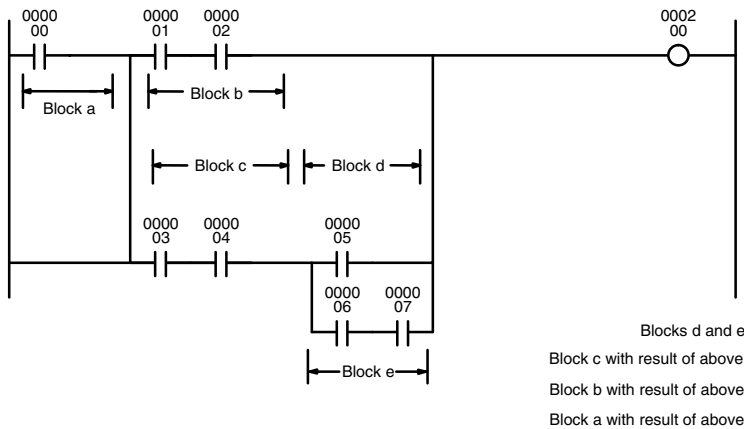 0000 0000 0000 0002
00 01 02 00
Block a
Block b
Block c Block d
0000 0000 0000
03 04 05
0000 0000
06 07
Block e
Blocks d and e
Block c with result of above
Block b with result of above
Block a with result of above